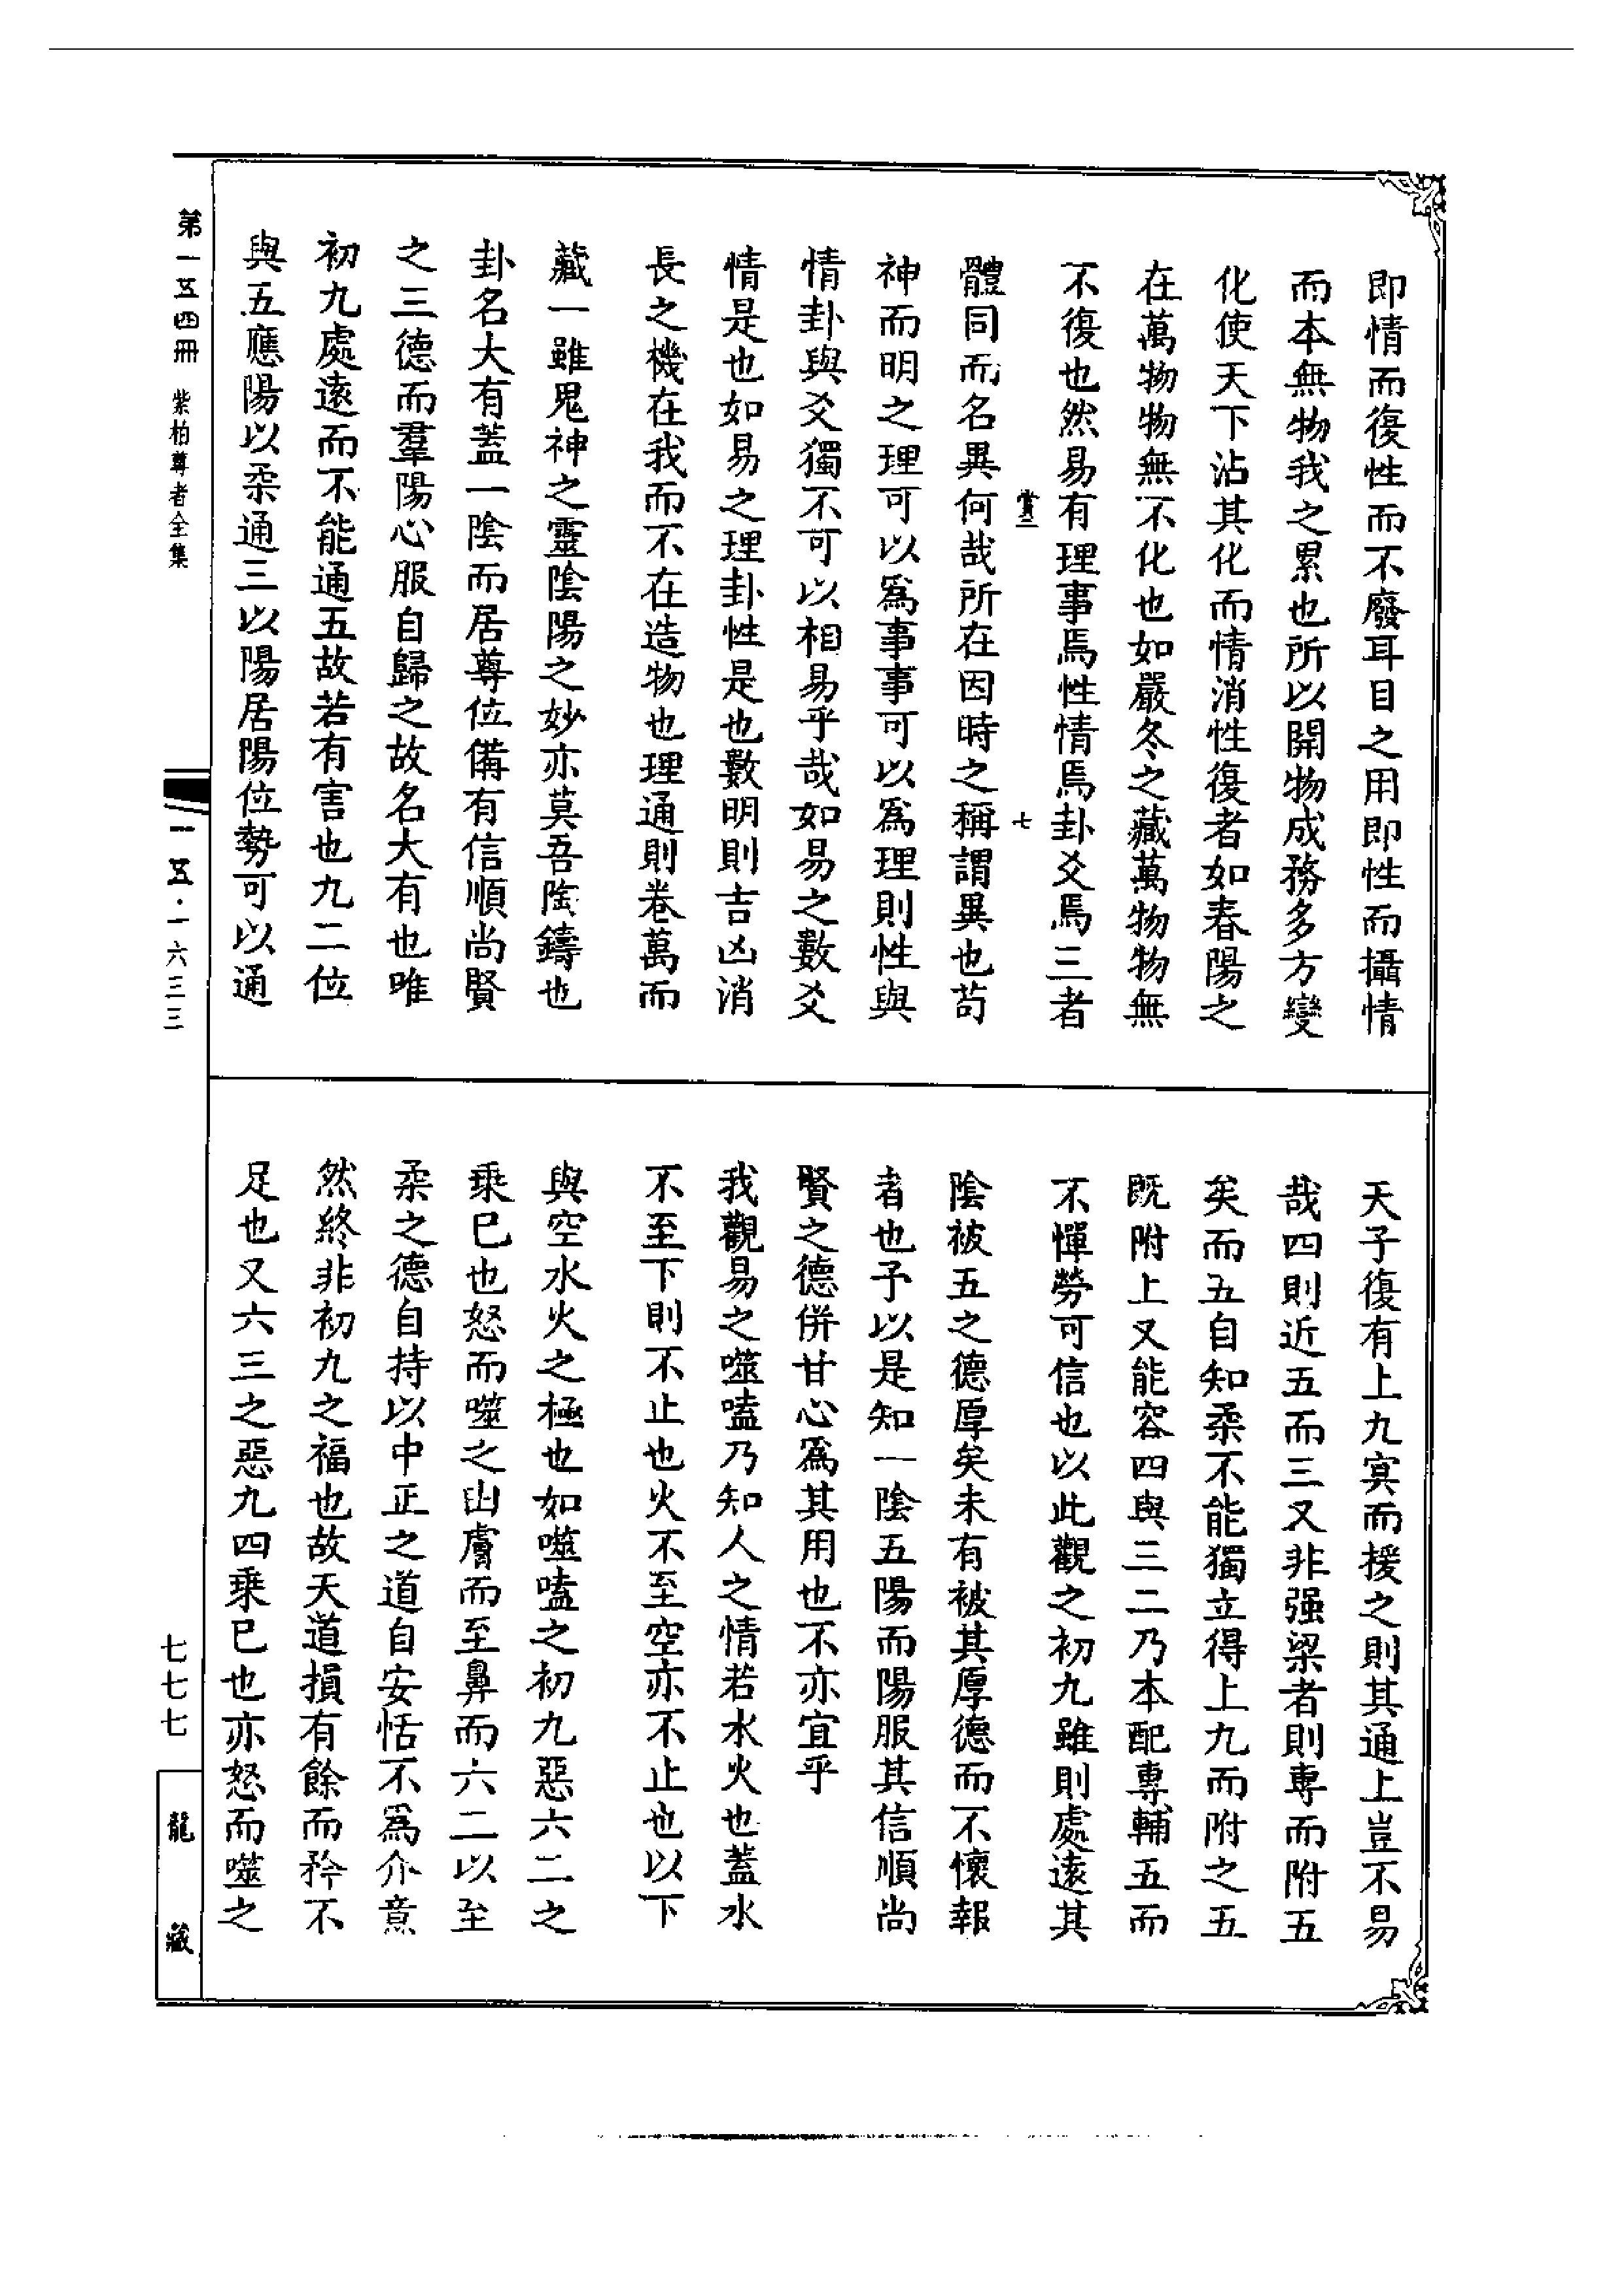 即情而復性而不廢耳目之用即性而攝情
而本無物我之累也所以開物成務多方變
化使天下沾其化而情消性復者如春陽之
在萬物物無不化也如嚴冬之藏萬物物無
不復也然易有理事焉性情焉卦爻焉三者
七
體同而名異何哉所在因時之稱謂異也苟
神而明之理可以爲事事可以爲理則性與
情卦與爻獨不可以相易乎哉如易之數爻
情是也如易之理卦性是也數明則吉凶消
長之機在我而不在造物也理通則卷萬而
藏一雖鬼神之靈陰陽之妙亦莫吾陶鑄也
卦名大有蓋一陰而居尊位備有信順尚賢
之三德而羣陽心服自歸之故名大有也唯
初九處遠而不能通五故若有害也九二位
與五應陽以柔通三以陽居陽位勢可以通
天子復有上九寞而援之則其通上豈不易
哉四則近五而三又非强梁者則專而附五
矣而五自知柔不能獨立得上九而附之五
既附上又能容四與三二乃本配專輔五而
不憚勞可信也以此觀之初九雖則處遠其
陰被五之德厚矣未有被其厚德而不懷報
者也予以是知一陰五陽而陽服其信順尚
賢之德併甘心爲其用也不亦宜乎
我觀易之噬嗑乃知人之情若水火也蓋水
不至下則不止也火不至空亦不止也以下
與空水火之極也如噬嗑之初九惡六二之
乗巳也怒而噬之由膚而至鼻而六二以至
柔之德自持以中正之道自安恬不爲介意
然終非初九之福也故天道損有餘而矜不
足也又六三之惡九四乗已也亦怒而噬之
第一五四冊 紫柏尊者全集
一五·一六三三
七七七
龍藏